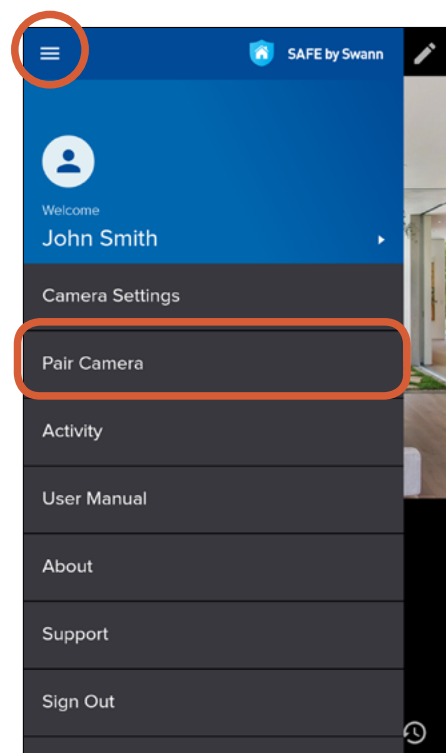 SAFE by Swann
Welcome
John Smith
Camera Settings
Pair Camera
Activity
User Manual
About
Support
Sign Out